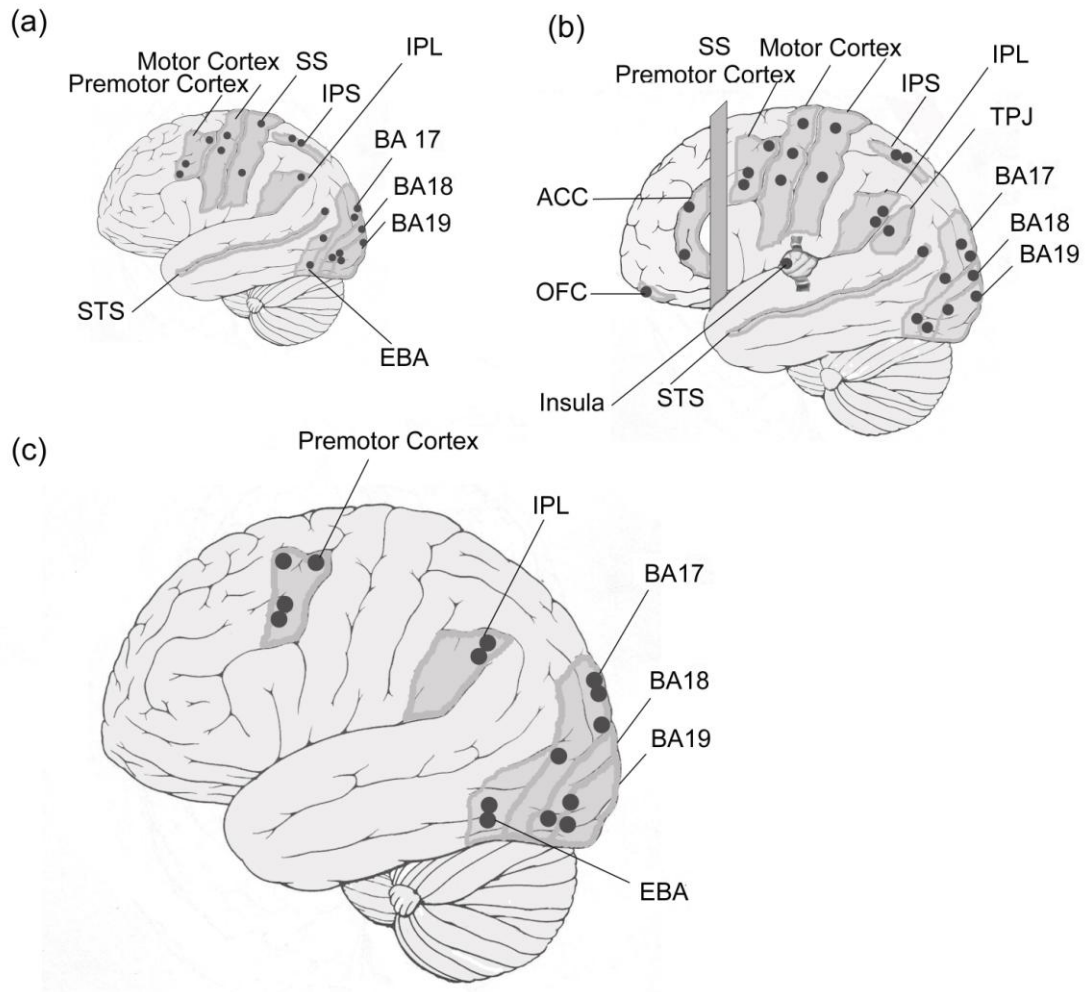 (a)
Motor Cortex SS
Premotor Cortex
IPL
IPS
BA 17
BA18
BA19
STS
EBA
(b)
SS Motor Cortex
Premotor Cortex
IPL
IPS
TPJ
BA17
ACC
BA18
BA19
OFC
Insula
STS
(c)
Premotor Cortex
IPL
BA17
BA18
BA19
EBA